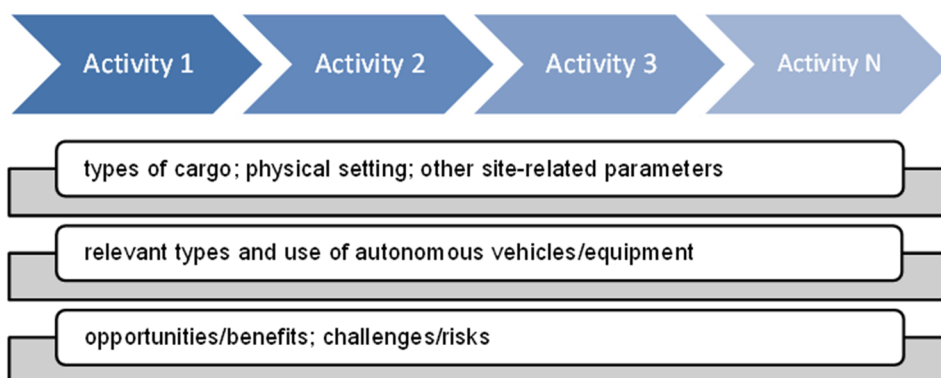 Activity 1
Activity 2
Activity 3
Activity N
types of cargo; physical setting; other site-related parameters
relevant types and use of autonomous vehicles/equipment
opportunities/benefits; challenges/risks